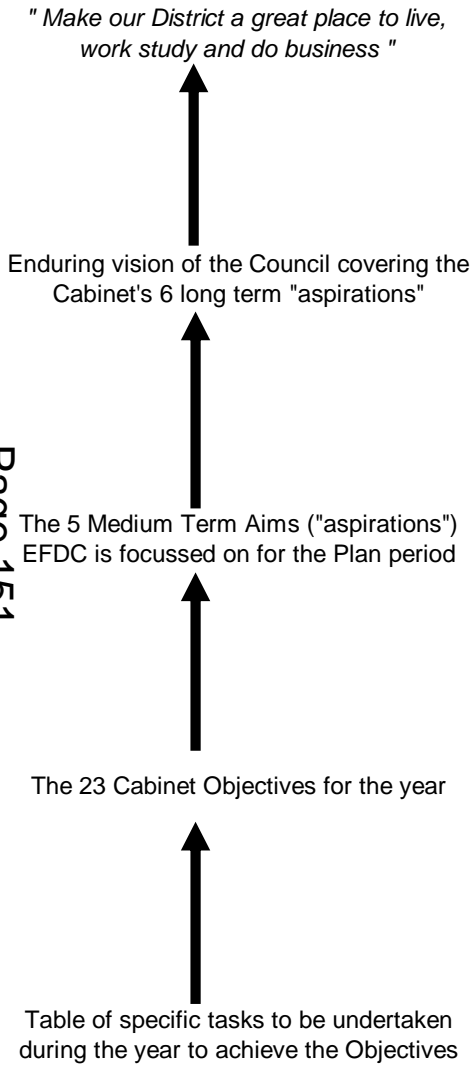 " Make our District a great place to live,
work study and do business "
Enduring vision of the Council covering the
Cabinet's 6 long term "aspirations"
Page 151
The 5 Medium Term Aims ("aspirations")
EFDC is focussed on for the Plan period
The 23 Cabinet Objectives for the year
Table of specific tasks to be undertaken
during the year to achieve the Objectives